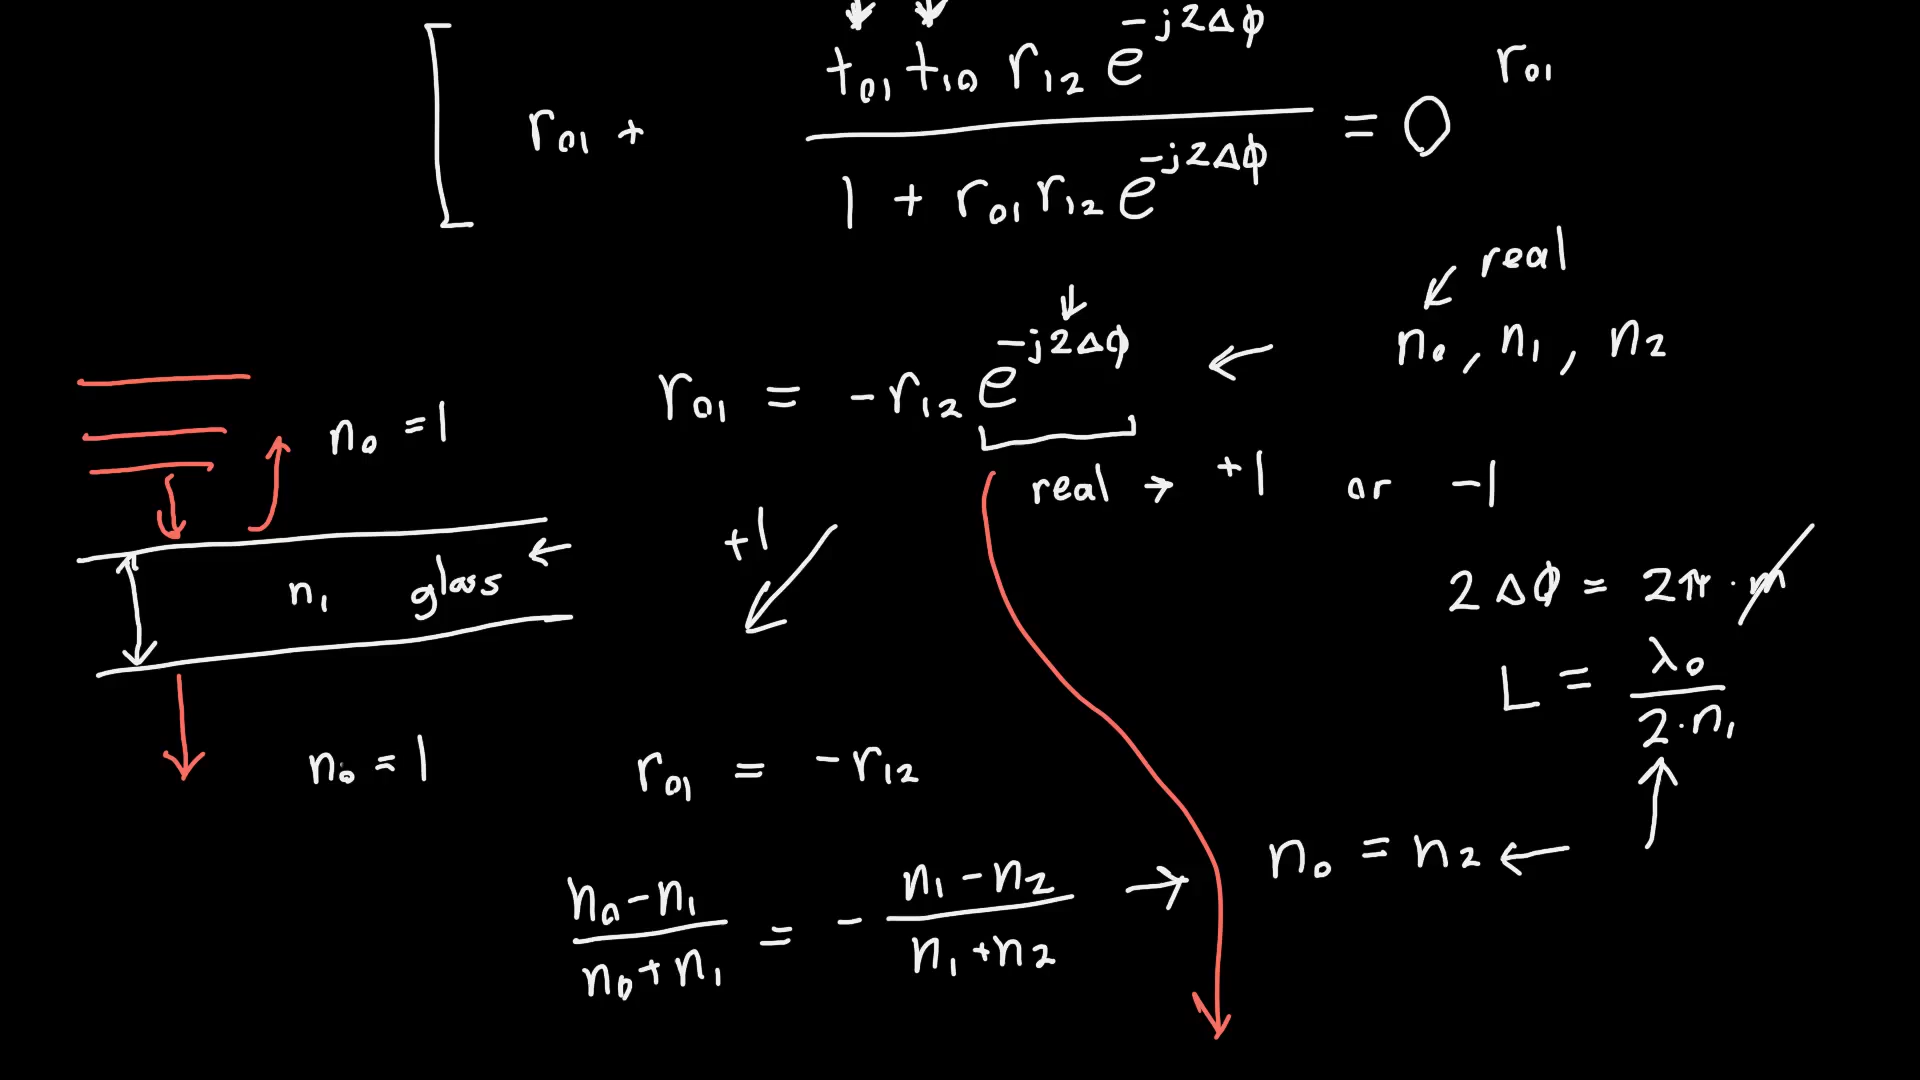 r₀₁ + (t₀₁ t₁₀ r₁₂ e^(-j2Δϕ)) / (1 + r₀₁ r₁₂ e^(-j2Δϕ)) = 0
r₀₁
real
n₀, n₁, n₂
r₀₁ = -r₁₂ e^(-j2Δϕ)
real → +1 or -1
n₀ = 1
n₁ glass
n₀ = 1
+1
2Δϕ = 2π · m
L = λ₀ / (2 · n₁)
r₀₁ = -r₁₂
(n₀ - n₁) / (n₀ + n₁) = - (n₁ - n₂) / (n₁ + n₂) → n₀ = n₂ ←